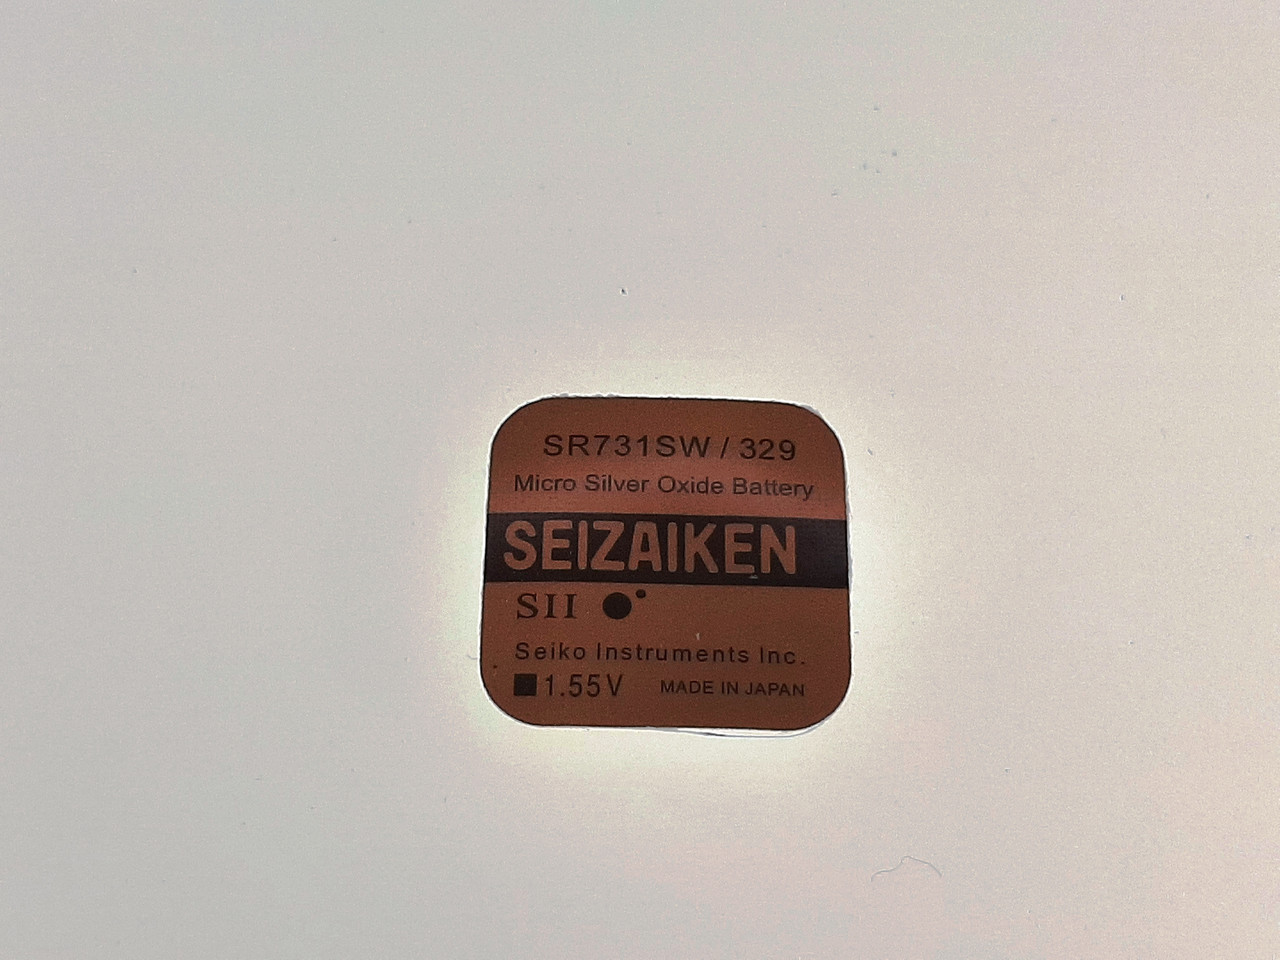 SR731SW / 329
Micro Silver Oxide Battery
SEIZAIKEN
SII
Seiko Instruments Inc.
1.55V MADE IN JAPAN